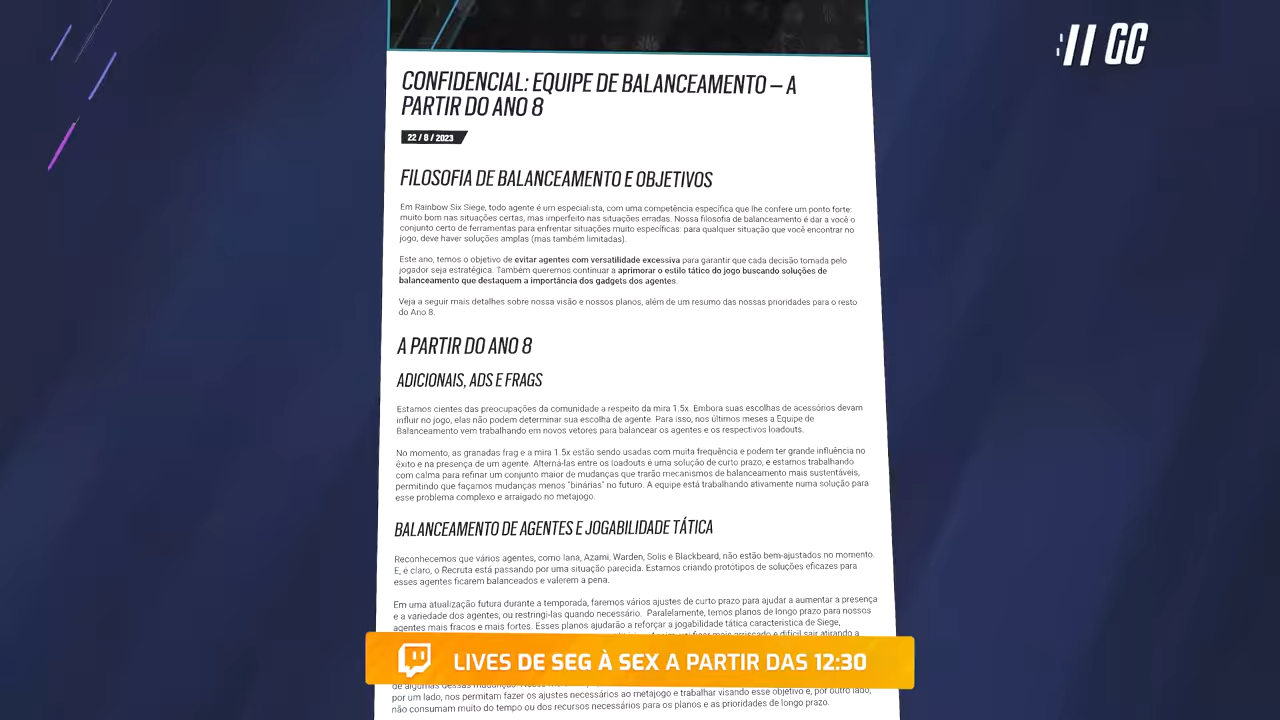 GC
CONFIDENCIAL: EQUIPE DE BALANCEAMENTO – A
PARTIR DO ANO 8
22 / 8 / 2023
FILOSOFIA DE BALANCEAMENTO E OBJETIVOS
Em Rainbow Six Siege, todo agente é um especialista, com uma competência específica que lhe confere um ponto forte:
muito bom nas situações certas, mas imperfeito nas situações erradas. Nossa filosofia de balanceamento é dar a você o
conjunto certo de ferramentas para enfrentar situações muito específicas: para qualquer situação que você encontrar no
jogo, deve haver soluções amplas (mas também limitadas).
Este ano, temos o objetivo de evitar agentes com versatilidade excessiva para garantir que cada decisão tomada pelo
jogador seja estratégica. Também queremos continuar a aprimorar o estilo tático do jogo buscando soluções de
balanceamento que destaquem a importância dos gadgets dos agentes.
Veja a seguir mais detalhes sobre nossa visão e nossos planos, além de um resumo das nossas prioridades para o resto
do Ano 8.
A PARTIR DO ANO 8
ADICIONAIS, ADS E FRAGS
Estamos cientes das preocupações da comunidade a respeito da mira 1.5x. Embora suas escolhas de acessórios devam
influir no jogo, elas não podem determinar sua escolha de agente. Para isso, nos últimos meses a Equipe de
Balanceamento vem trabalhando em novos vetores para balancear os agentes e os respectivos loadouts.
No momento, as granadas frag e a mira 1.5x estão sendo usadas com muita frequência e podem ter grande influência no
êxito e na presença de um agente. Alterná-las entre os loadouts é uma solução de curto prazo, e estamos trabalhando
com calma para refinar um conjunto maior de mudanças que trarão mecanismos de balanceamento mais sustentáveis,
permitindo que façamos mudanças menos "binárias" no futuro. A equipe está trabalhando ativamente numa solução para
esse problema complexo e arraigado no metajogo.
BALANCEAMENTO DE AGENTES E JOGABILIDADE TÁTICA
Reconhecemos que vários agentes, como Iana, Azami, Warden, Solis e Blackbeard, não estão bem-ajustados no momento.
E, é claro, o Recruta está passando por uma situação parecida. Estamos criando protótipos de soluções eficazes para
esses agentes ficarem balanceados e valerem a pena.
Em uma atualização futura durante a temporada, faremos vários ajustes de curto prazo para ajudar a aumentar a presença
e a variedade dos agentes, ou restringi-las quando necessário. Paralelamente, temos planos de longo prazo para nossos
agentes mais fracos e mais fortes. Esses planos ajudarão a reforçar a jogabilidade tática característica de Siege,
mais arriscado e difícil sair atirando a
LIVES DE SEG À SEX A PARTIR DAS 12:30
de algumas dessas
por um lado, nos permitam fazer os ajustes necessários ao metajogo e trabalhar visando esse objetivo e, por outro lado,
não consumam muito do tempo ou dos recursos necessários para os planos e as prioridades de longo prazo.